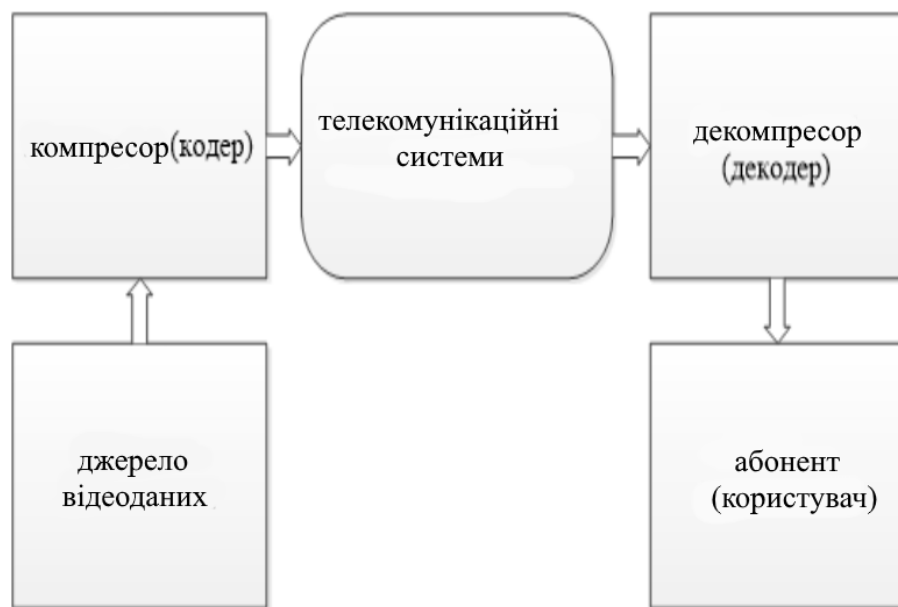 компресор(кодер)
телекомунікаційні
системи
декомпресор
(декодер)
джерело
відеоданих
абонент
(користувач)